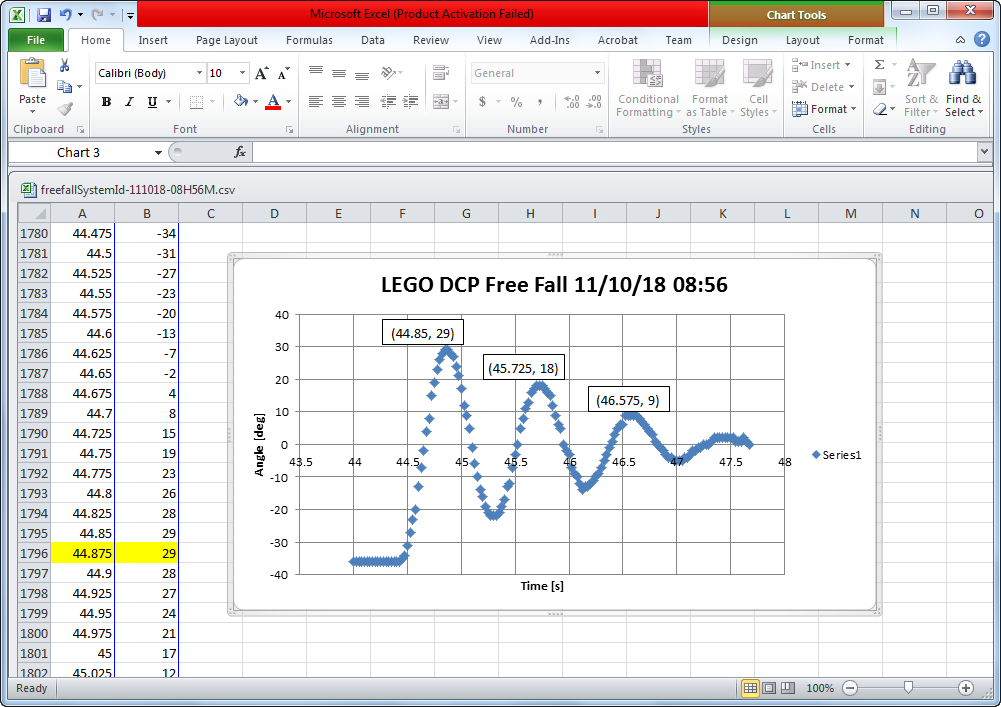 Microsoft Excel (Product Activation Failed)
Chart Tools
File Home Insert Page Layout Formulas Data Review View Add-Ins Acrobat Team Design Layout Format
Calibri (Body) 10 A A General Insert
Paste B I U A $ % , .0 .00 .00 .0 Conditional Formatting Format as Table Cell Styles Delete Format Σ A Z Sort & Filter Find & Select
Clipboard Font Alignment Number Styles Cells Editing
Chart 3 fx
freefallSystemId-111018-08H56M.csv
A B C D E F G H I J K L M N O
1780 44.475 -34
1781 44.5 -31
1782 44.525 -27
1783 44.55 -23
1784 44.575 -20
1785 44.6 -13
1786 44.625 -7
1787 44.65 -2
1788 44.675 4
1789 44.7 8
1790 44.725 15
1791 44.75 19
1792 44.775 23
1793 44.8 26
1794 44.825 28
1795 44.85 29
1796 44.875 29
1797 44.9 28
1798 44.925 27
1799 44.95 24
1800 44.975 21
1801 45 17
1802 45.025 12
LEGO DCP Free Fall 11/10/18 08:56
40
30
20
10
0
-10
-20
-30
-40
Angle [deg]
(44.85, 29)
(45.725, 18)
(46.575, 9)
43.5 44 44.5 45 45.5 46 46.5 47 47.5 48
Time [s]
Series1
Ready 100%